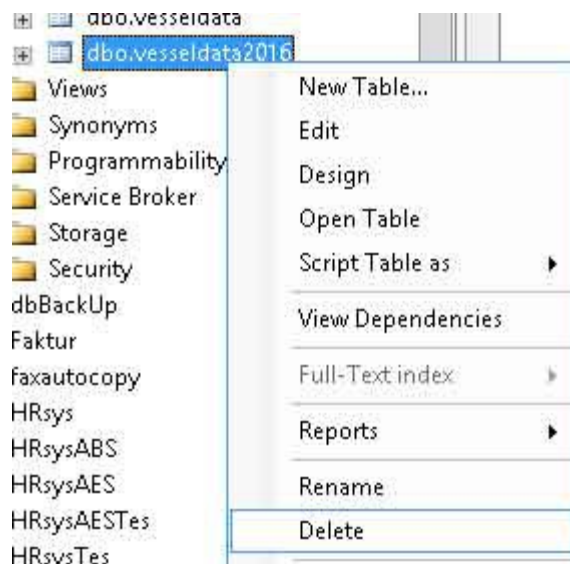 dbo.vesseldata
dbo.vesseldata2016
Views
Synonyms
Programmability
Service Broker
Storage
Security
dbBackUp
Faktur
faxautocopy
HRsys
HRsysABS
HRsysAES
HRsysAESTes
HRsysTes
New Table...
Edit
Design
Open Table
Script Table as
View Dependencies
Full-Text index
Reports
Rename
Delete